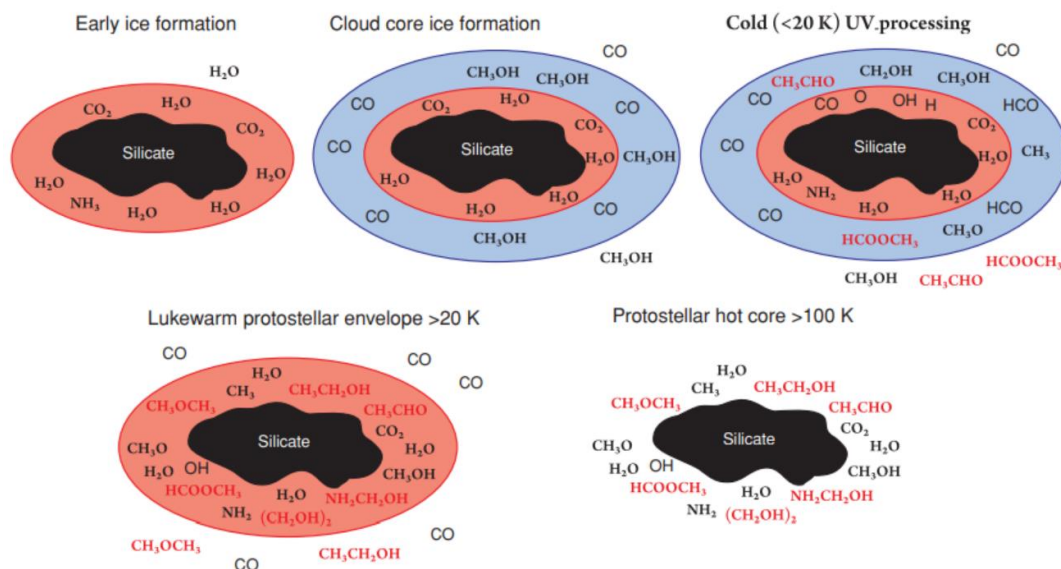 Early ice formation
H₂O
CO₂
H₂O
CO₂
Silicate
H₂O
H₂O
NH₃
H₂O
H₂O
Cloud core ice formation
CO
CH₃OH
CH₃OH
CO
CO
CO₂
H₂O
CO
Silicate
H₂O
CH₃OH
H₂O
H₂O
CO
H₂O
CO
CH₃OH
CH₃OH
Cold (<20 K) UV.processing
CO
CH₃CHO
CH₂OH
CH₃OH
CO
CO
O
OH
H
HCO
CO₂
CO
Silicate
H₂O
CH₃
H₂O
NH₂
H₂O
H₂O
CO
HCO
CH₃O
HCOOCH₃
HCOOCH₃
CH₃OH
CH₃CHO
Lukewarm protostellar envelope >20 K
CO
CO
CO
H₂O
CH₃
CH₃CH₂OH
CH₃OCH₃
CH₃CHO
CO₂
Silicate
CH₃O
H₂O
H₂O
OH
CH₃OH
HCOOCH₃
H₂O
NH₂CH₂OH
NH₂
(CH₂OH)₂
CO
CH₃OCH₃
CO
CH₃CH₂OH
Protostellar hot core >100 K
H₂O
CH₃
CH₃CH₂OH
CH₃OCH₃
CH₃CHO
CO₂
Silicate
CH₃O
H₂O
H₂O
OH
CH₃OH
HCOOCH₃
H₂O
NH₂CH₂OH
NH₂
(CH₂OH)₂